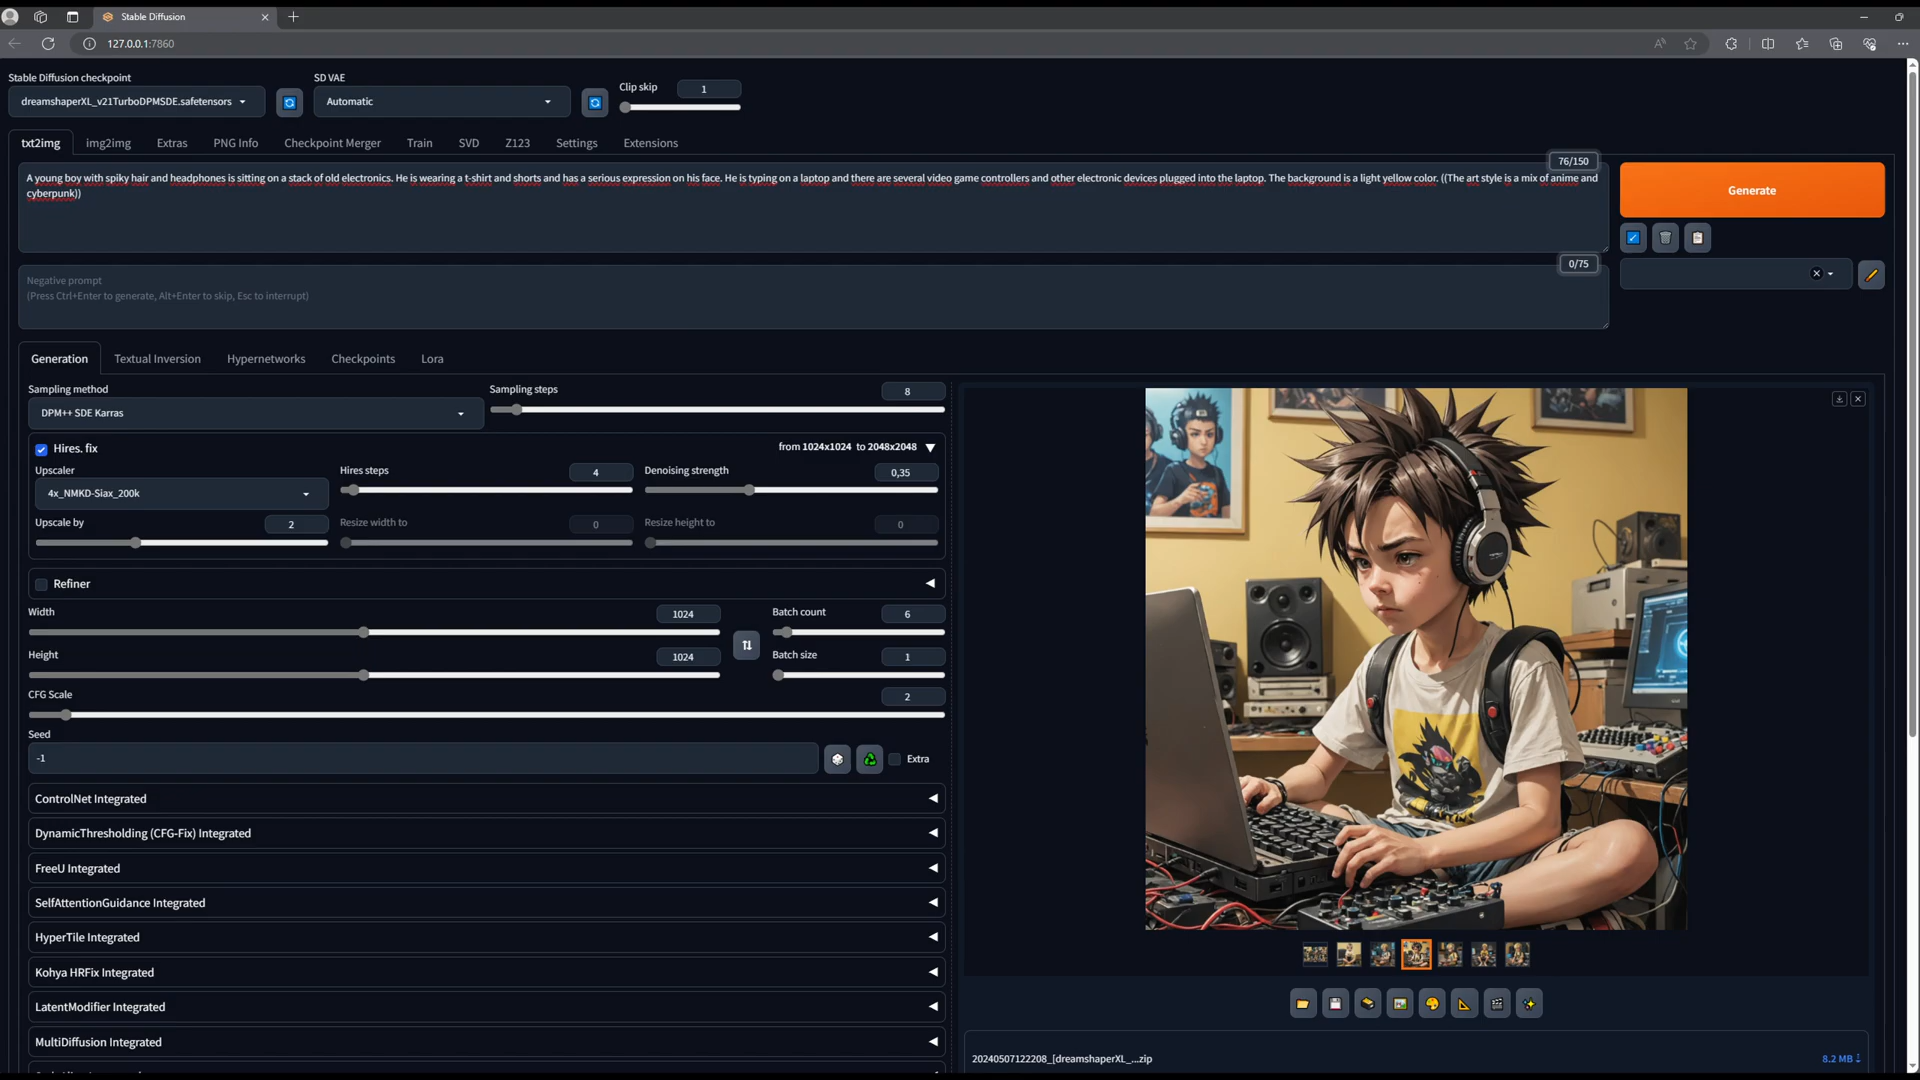 Stable Diffusion
127.0.0.1:7860
Stable Diffusion checkpoint
SD VAE
Clip skip
1
dreamshaperXL_v21TurboDPMSDE.safetensors
Automatic
txt2img
img2img
Extras
PNG Info
Checkpoint Merger
Train
SVD
Z123
Settings
Extensions
76/150
A young boy with spiky hair and headphones is sitting on a stack of old electronics. He is wearing a t-shirt and shorts and has a serious expression on his face. He is typing on a laptop and there are several video game controllers and other electronic devices plugged into the laptop. The background is a light yellow color. ((The art style is a mix of anime and
cyberpunk))
Generate
0/75
Negative prompt
(Press Ctrl+Enter to generate, Alt+Enter to skip, Esc to interrupt)
Generation
Textual Inversion
Hypernetworks
Checkpoints
Lora
Sampling method
Sampling steps
8
DPM++ SDE Karras
Hires. fix
from 1024x1024 to 2048x2048
Upscaler
Hires steps
4
Denoising strength
0,35
4x_NMKD-Siax_200k
Upscale by
2
Resize width to
0
Resize height to
0
Refiner
Width
1024
Batch count
6
Height
1024
Batch size
1
CFG Scale
2
Seed
-1
Extra
ControlNet Integrated
DynamicThresholding (CFG-Fix) Integrated
FreeU Integrated
SelfAttentionGuidance Integrated
HyperTile Integrated
Kohya HRFix Integrated
LatentModifier Integrated
MultiDiffusion Integrated
20240507122208_[dreamshaperXL_...zip
8.2 MB